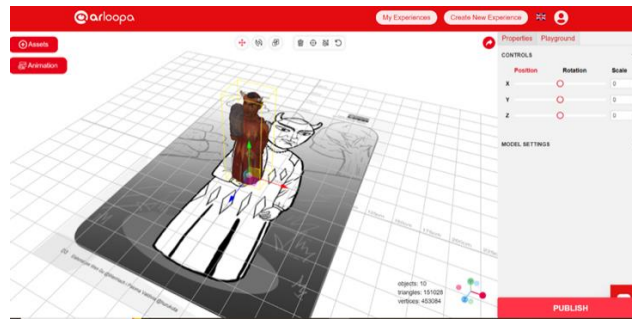 arloopa
My Experiences
Create New Experience
Assets
Animation
Properties
Playground
CONTROLS
Position
Rotation
Scale
X
0
Y
0
Z
0
MODEL SETTINGS
objects: 10
triangles: 151028
vertices: 453084
PUBLISH